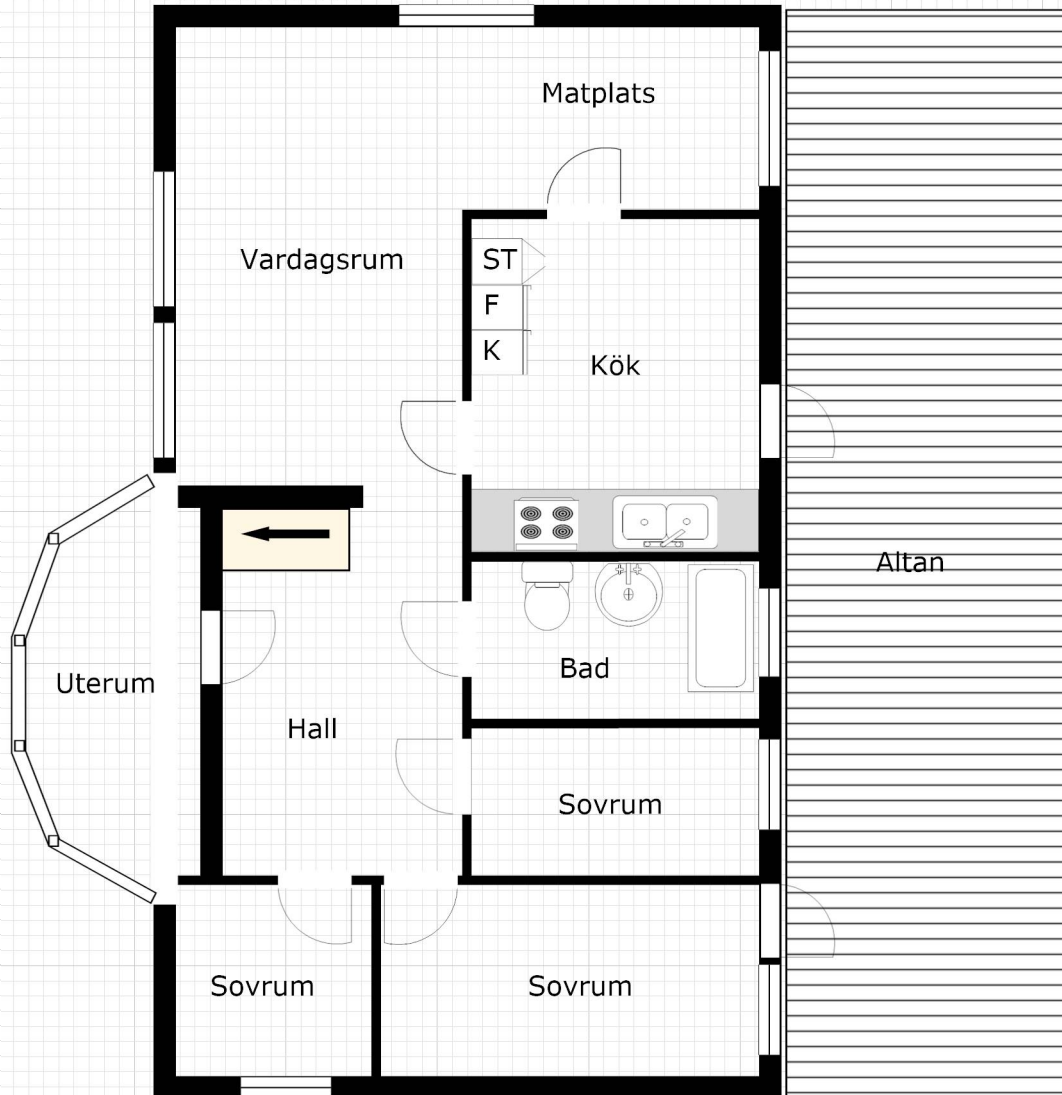 Matplats
Vardagsrum
ST
F
K
Kök
Altan
Uterum
Bad
Hall
Sovrum
Sovrum
Sovrum